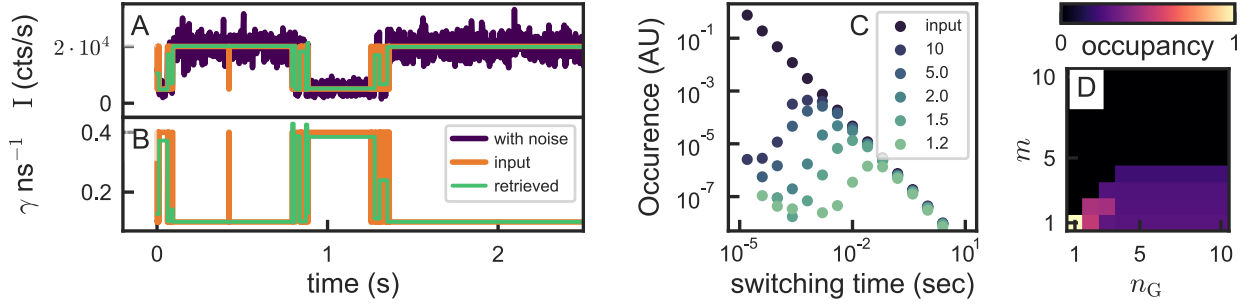 A
I (cts/s)
2 · 10⁴
0
B
γ ns⁻¹
0.4
0.2
with noise
input
retrieved
0
1
2
time (s)
C
Occurence (AU)
10⁻¹
10⁻³
10⁻⁵
10⁻⁷
input
10
5.0
2.0
1.5
1.2
10⁻⁵
10⁻²
10¹
switching time (sec)
0 occupancy 1
D
m
10
5
1
1
5
10
n_G